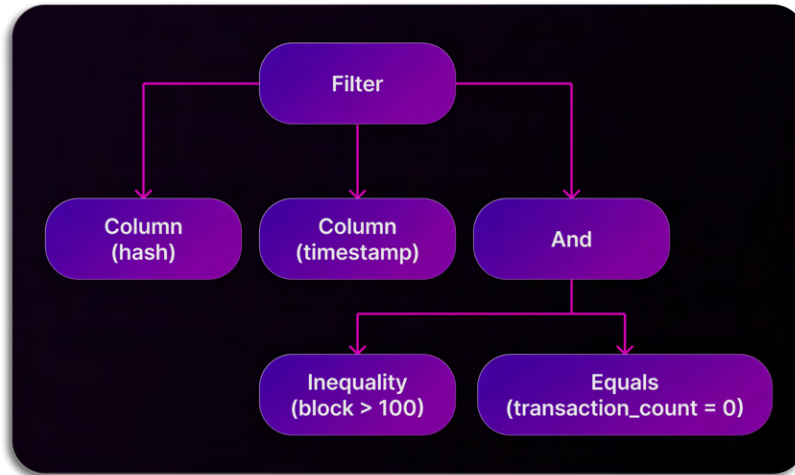 Filter
Column
(hash)
Column
(timestamp)
And
Inequality
(block > 100)
Equals
(transaction_count = 0)